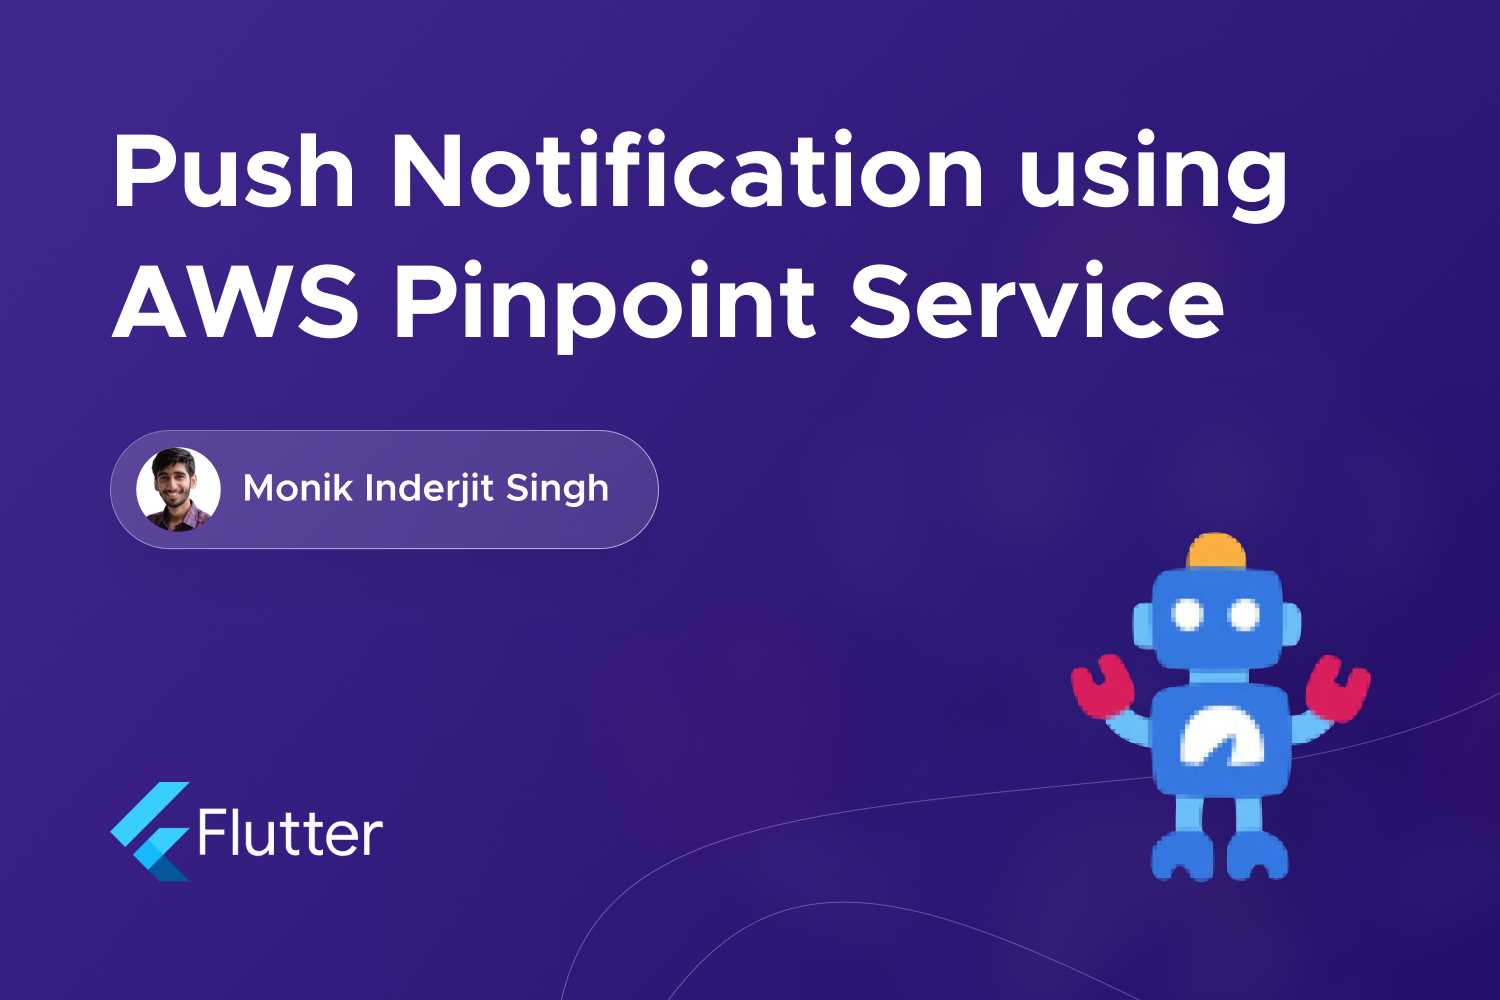 Push Notification using
AWS Pinpoint Service
Monik Inderjit Singh
Flutter